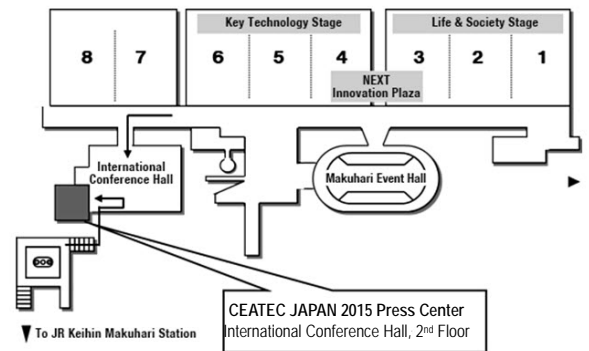 Key Technology Stage
Life & Society Stage
8 7 6 5 4 3 2 1
NEXT
Innovation Plaza
International
Conference Hall
Makuhari Event Hall
CEATEC JAPAN 2015 Press Center
International Conference Hall, 2nd Floor
To JR Keihin Makuhari Station